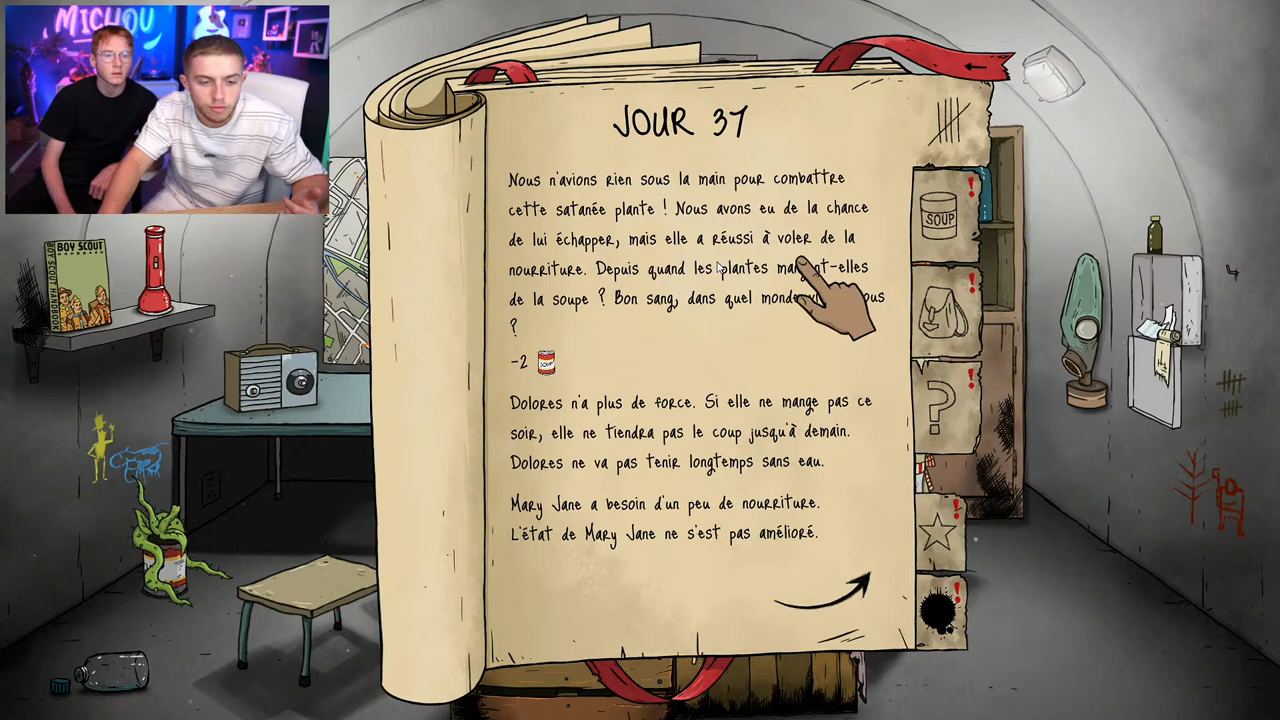 MICHOU
JOUR 37
Nous n'avions rien sous la main pour combattre
cette satanée plante ! Nous avons eu de la chance
de lui échapper, mais elle a réussi à voler de la
nourriture. Depuis quand les plantes
de la soupe ? Bon sang, dans quel monde
?
-2
SOUP
Dolores n'a plus de force. Si elle ne mange pas ce
soir, elle ne tiendra pas le coup jusqu'à demain.
Dolores ne va pas tenir longtemps sans eau.
Mary Jane a besoin d'un peu de nourriture.
L'état de Mary Jane ne s'est pas amélioré.
!
SOUP
!
!
?
!
!
BOY SCOUT
BOY SCOUT HANDBOOK